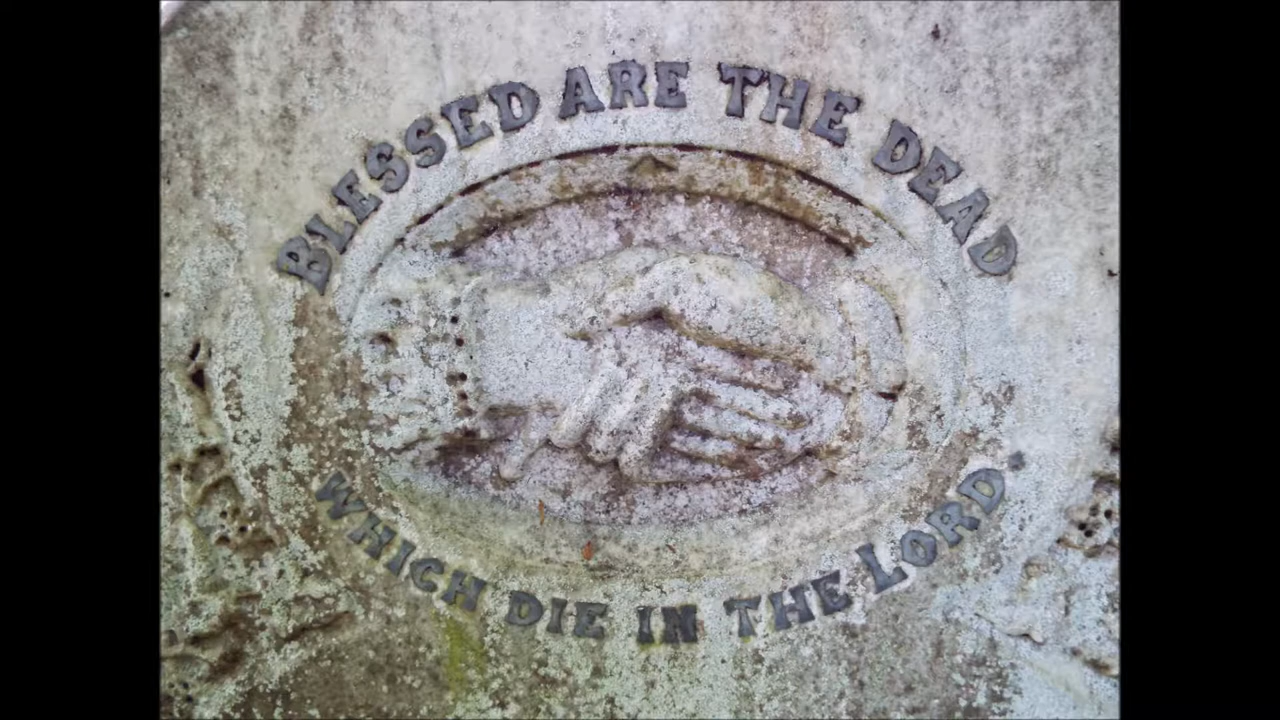 BLESSED ARE THE DEAD
WHICH DIE IN THE LORD.